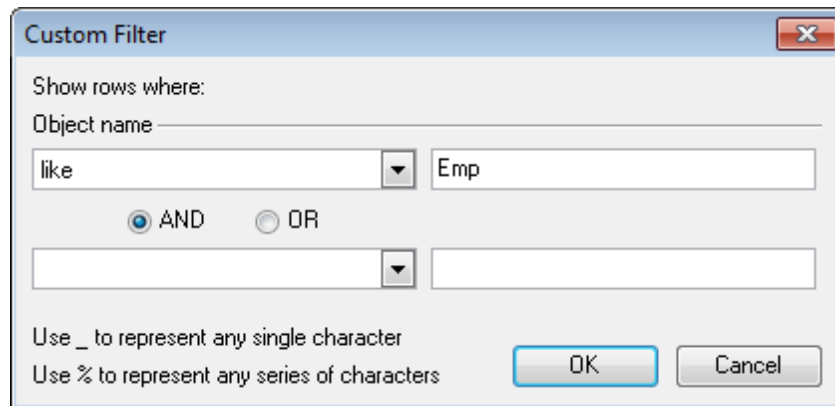 Custom Filter
Show rows where:
Object name
like Emp
AND OR
Use _ to represent any single character
Use % to represent any series of characters
OK Cancel